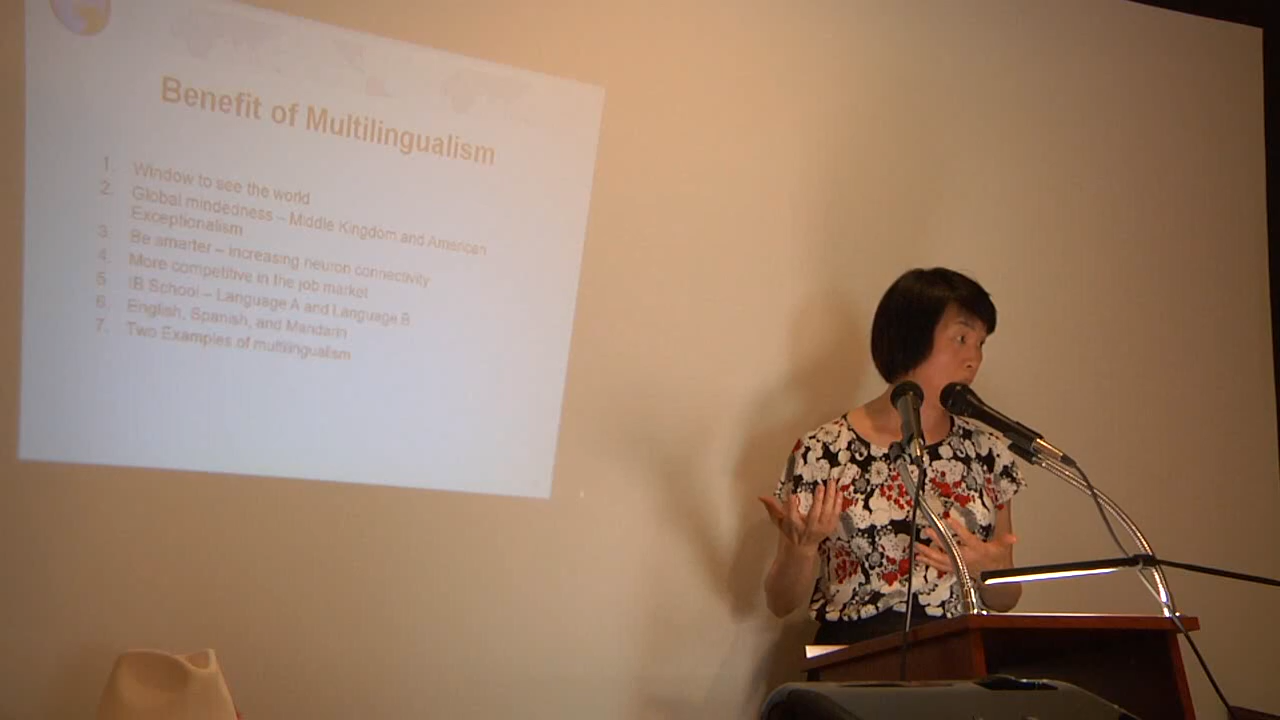 Benefit of Multilingualism
1. Window to see the world
2. Global mindedness – Middle Kingdom and American
Exceptionalism
3. Be smarter – increasing neuron connectivity
4. More competitive in the job market
5. IB School – Language A and Language B
6. English, Spanish, and Mandarin
7. Two Examples of multilingualism